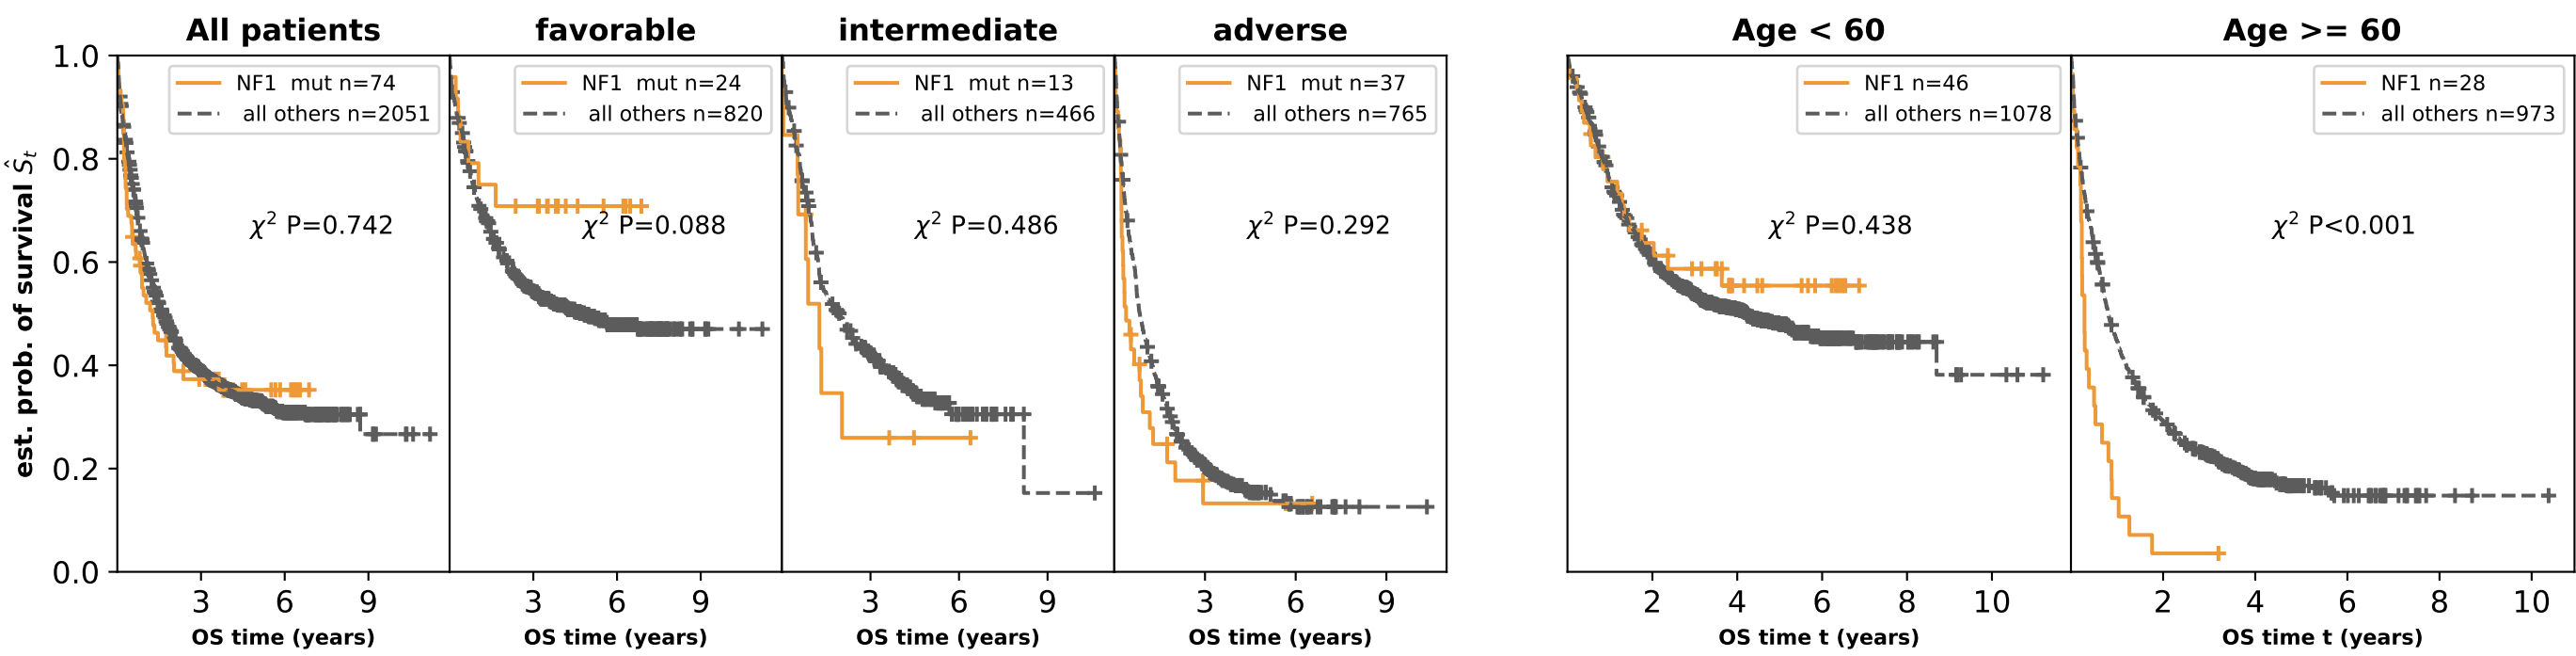 All patients
favorable
intermediate
adverse
Age < 60
Age >= 60
est. prob. of survival Ŝt
1.0
0.8
0.6
0.4
0.2
0.0
NF1  mut n=74
all others n=2051
χ² P=0.742
3 6 9
OS time (years)
NF1  mut n=24
all others n=820
χ² P=0.088
3 6 9
OS time (years)
NF1  mut n=13
all others n=466
χ² P=0.486
3 6 9
OS time (years)
NF1  mut n=37
all others n=765
χ² P=0.292
3 6 9
OS time (years)
NF1 n=46
all others n=1078
χ² P=0.438
2 4 6 8 10
OS time t (years)
NF1 n=28
all others n=973
χ² P<0.001
2 4 6 8 10
OS time t (years)